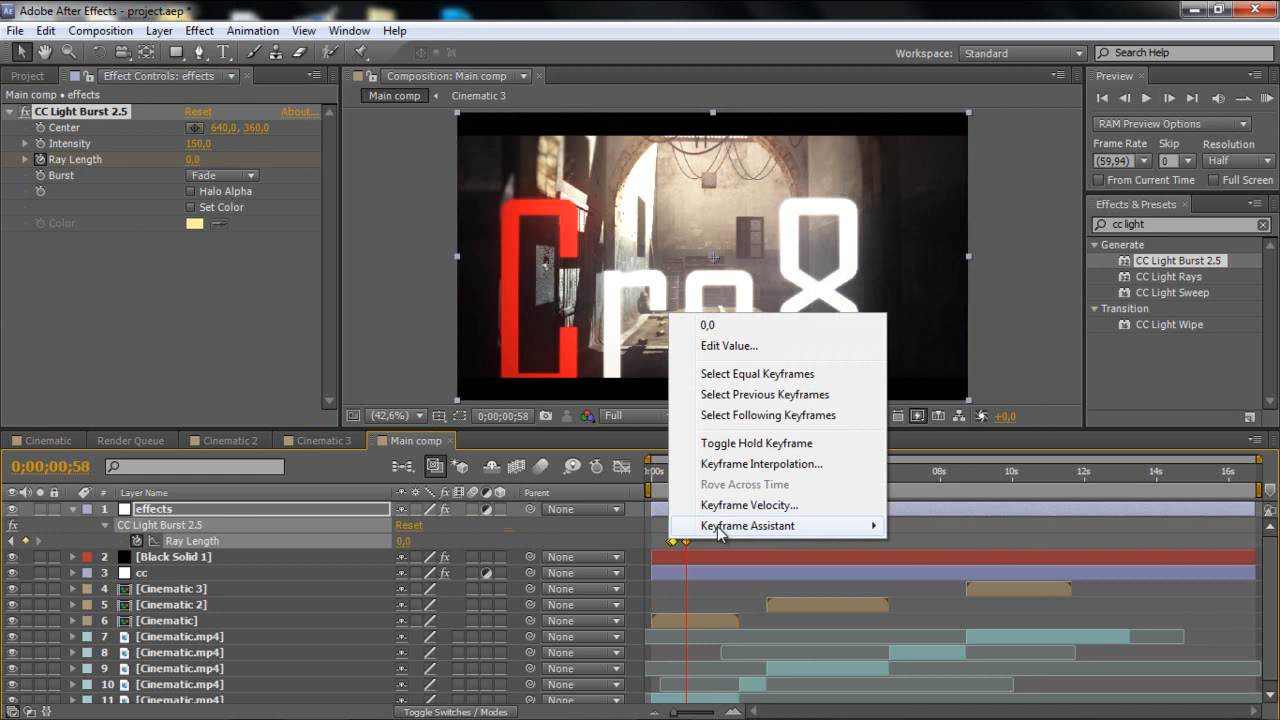 Adobe After Effects - project.aep *
File Edit Composition Layer Effect Animation View Window Help
Workspace: Standard Search Help
Project Effect Controls: effects
Main comp • effects
CC Light Burst 2.5 Reset About...
Center 640,0, 360,0
Intensity 150,0
Ray Length 0,0
Burst Fade
Halo Alpha
Set Color
Color
Composition: Main comp
Main comp Cinematic 3
Cro8
(42,6%) 0;00;00;58 Full +0,0
Preview
RAM Preview Options
Frame Rate Skip Resolution
(59,94) 0 Half
From Current Time Full Screen
Effects & Presets
cc light
Generate
CC Light Burst 2.5
CC Light Rays
CC Light Sweep
Transition
CC Light Wipe
0,0
Edit Value...
Select Equal Keyframes
Select Previous Keyframes
Select Following Keyframes
Toggle Hold Keyframe
Keyframe Interpolation...
Rove Across Time
Keyframe Velocity...
Keyframe Assistant
Cinematic Render Queue Cinematic 2 Cinematic 3 Main comp
0;00;00;58
:00s 08s 10s 12s 14s 16s
# Layer Name Parent
1 effects None
CC Light Burst 2.5 Reset
Ray Length 0,0
2 [Black Solid 1] None
3 cc None
4 [Cinematic 3] None
5 [Cinematic 2] None
6 [Cinematic] None
7 [Cinematic.mp4] None
8 [Cinematic.mp4] None
9 [Cinematic.mp4] None
10 [Cinematic.mp4] None
11 [Cinematic.mp4] None
Toggle Switches / Modes